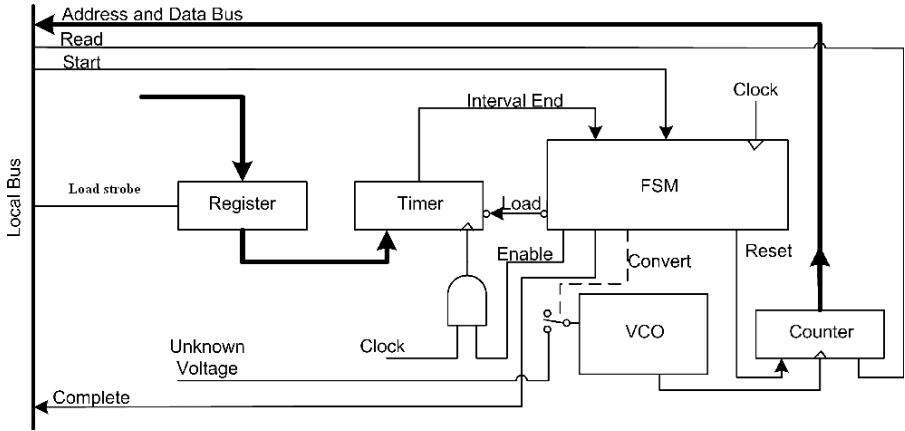 Address and Data Bus
Read
Start
Interval End
Clock
Local Bus
Load strobe
Register
Timer
Load
FSM
Enable
Convert
Reset
VCO
Counter
Clock
Unknown
Voltage
Complete